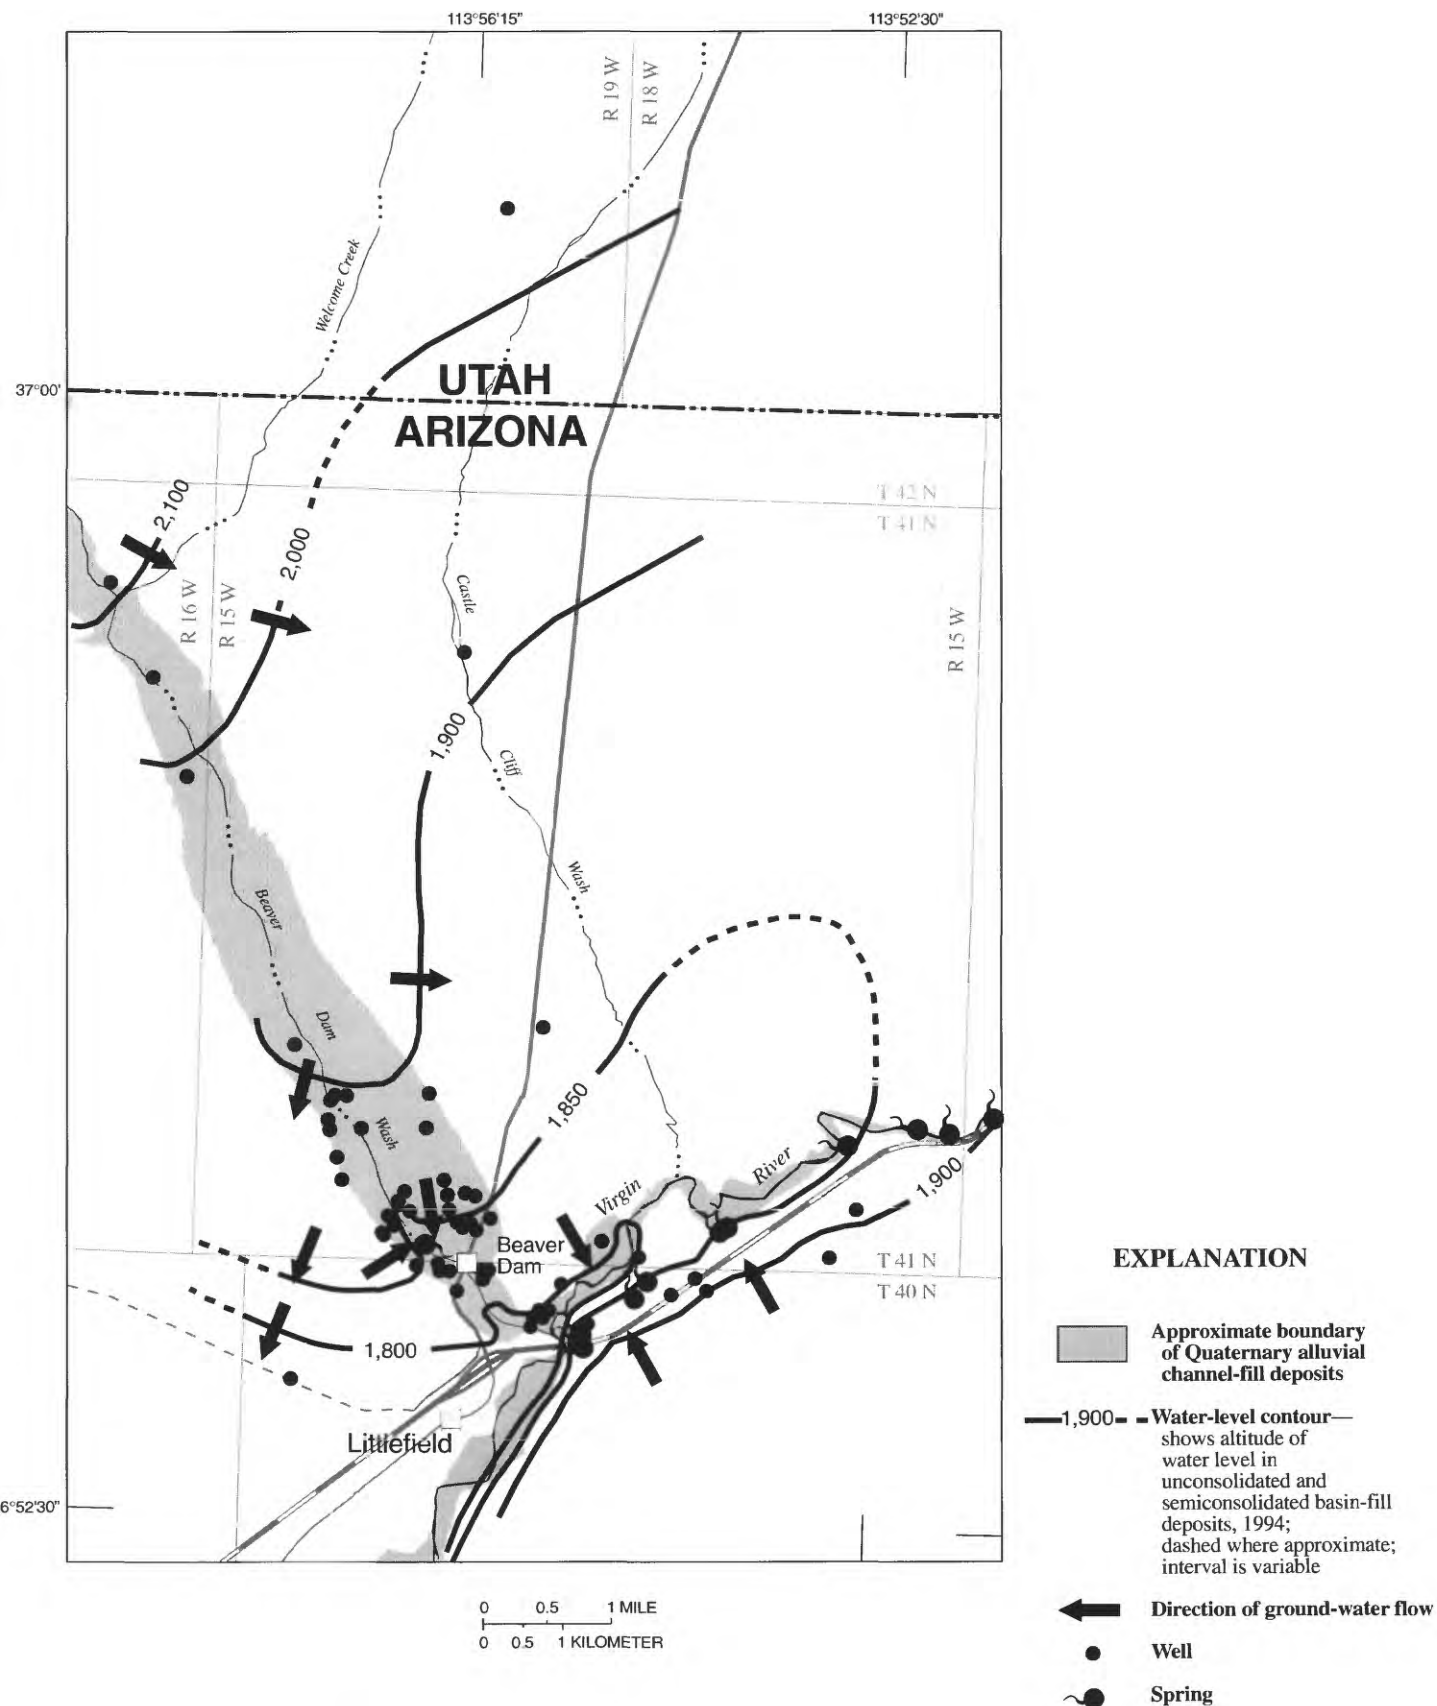 113°56'15" 113°52'30"
R 19 W
R 18 W
Welcome Creek
37°00'
UTAH
ARIZONA
2,100
T 42 N
T 41 N
2,000
R 16 W
R 15 W
Castle
R 15 W
1,900
Cliff
Wash
Beaver
Dam
1,850
Wash
River
Virgin
1,900
Beaver
Dam
T 41 N
T 40 N
1,800
Littlefield
6°52'30"
0 0.5 1 MILE
0 0.5 1 KILOMETER
EXPLANATION
Approximate boundary
of Quaternary alluvial
channel-fill deposits
1,900
Water-level contour—
shows altitude of
water level in
unconsolidated and
semiconsolidated basin-fill
deposits, 1994;
dashed where approximate;
interval is variable
Direction of ground-water flow
Well
Spring